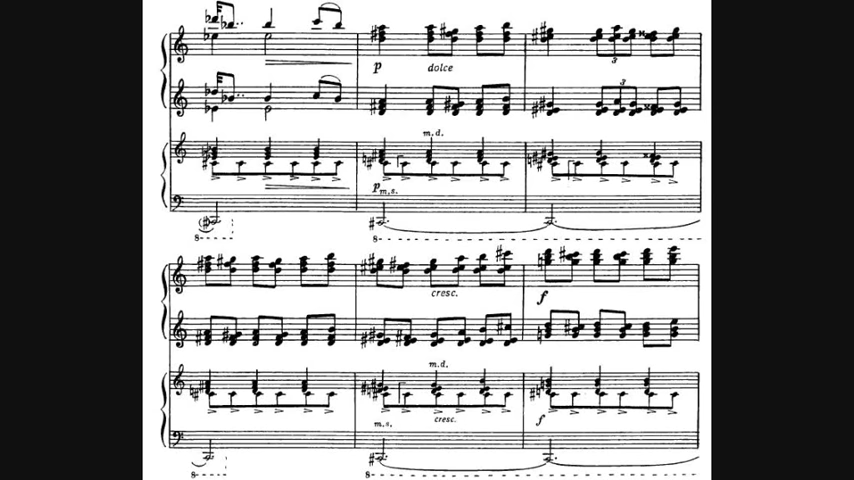 p dolce
3
3
m.d.
p m.s.
8 8
cresc.
f
m.d.
cresc.
m.s. f
8 8